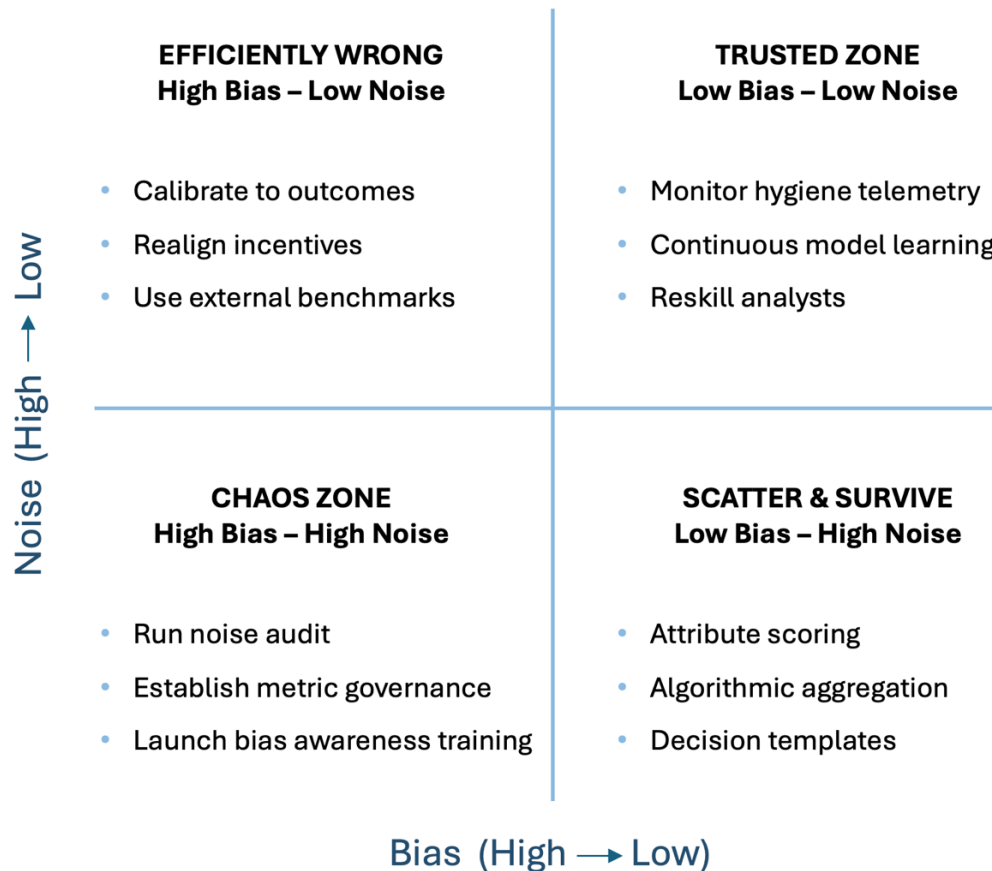 EFFICIENTLY WRONG
High Bias – Low Noise
• Calibrate to outcomes
• Realign incentives
• Use external benchmarks
TRUSTED ZONE
Low Bias – Low Noise
• Monitor hygiene telemetry
• Continuous model learning
• Reskill analysts
Noise (High → Low
CHAOS ZONE
High Bias – High Noise
• Run noise audit
• Establish metric governance
• Launch bias awareness training
SCATTER & SURVIVE
Low Bias – High Noise
• Attribute scoring
• Algorithmic aggregation
• Decision templates
Bias (High → Low)